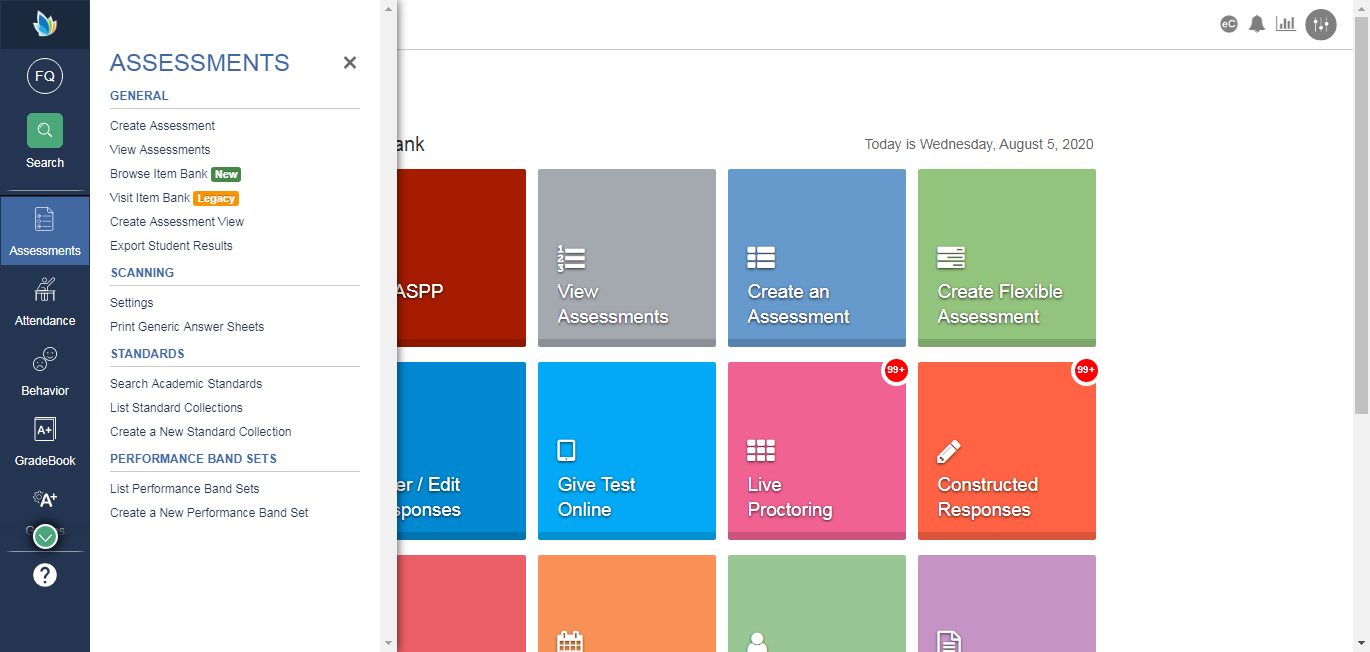 FQ
Search
Assessments
Attendance
Behavior
A+
GradeBook
A+
?
ASSESSMENTS
GENERAL
Create Assessment
View Assessments
Browse Item Bank New
Visit Item Bank Legacy
Create Assessment View
Export Student Results
SCANNING
Settings
Print Generic Answer Sheets
STANDARDS
Search Academic Standards
List Standard Collections
Create a New Standard Collection
PERFORMANCE BAND SETS
List Performance Band Sets
Create a New Performance Band Set
eC
ank
Today is Wednesday, August 5, 2020
ASPP
1
2
3
View
Assessments
Create an
Assessment
Create Flexible
Assessment
er / Edit
sponses
Give Test
Online
99+
Live
Proctoring
99+
Constructed
Responses